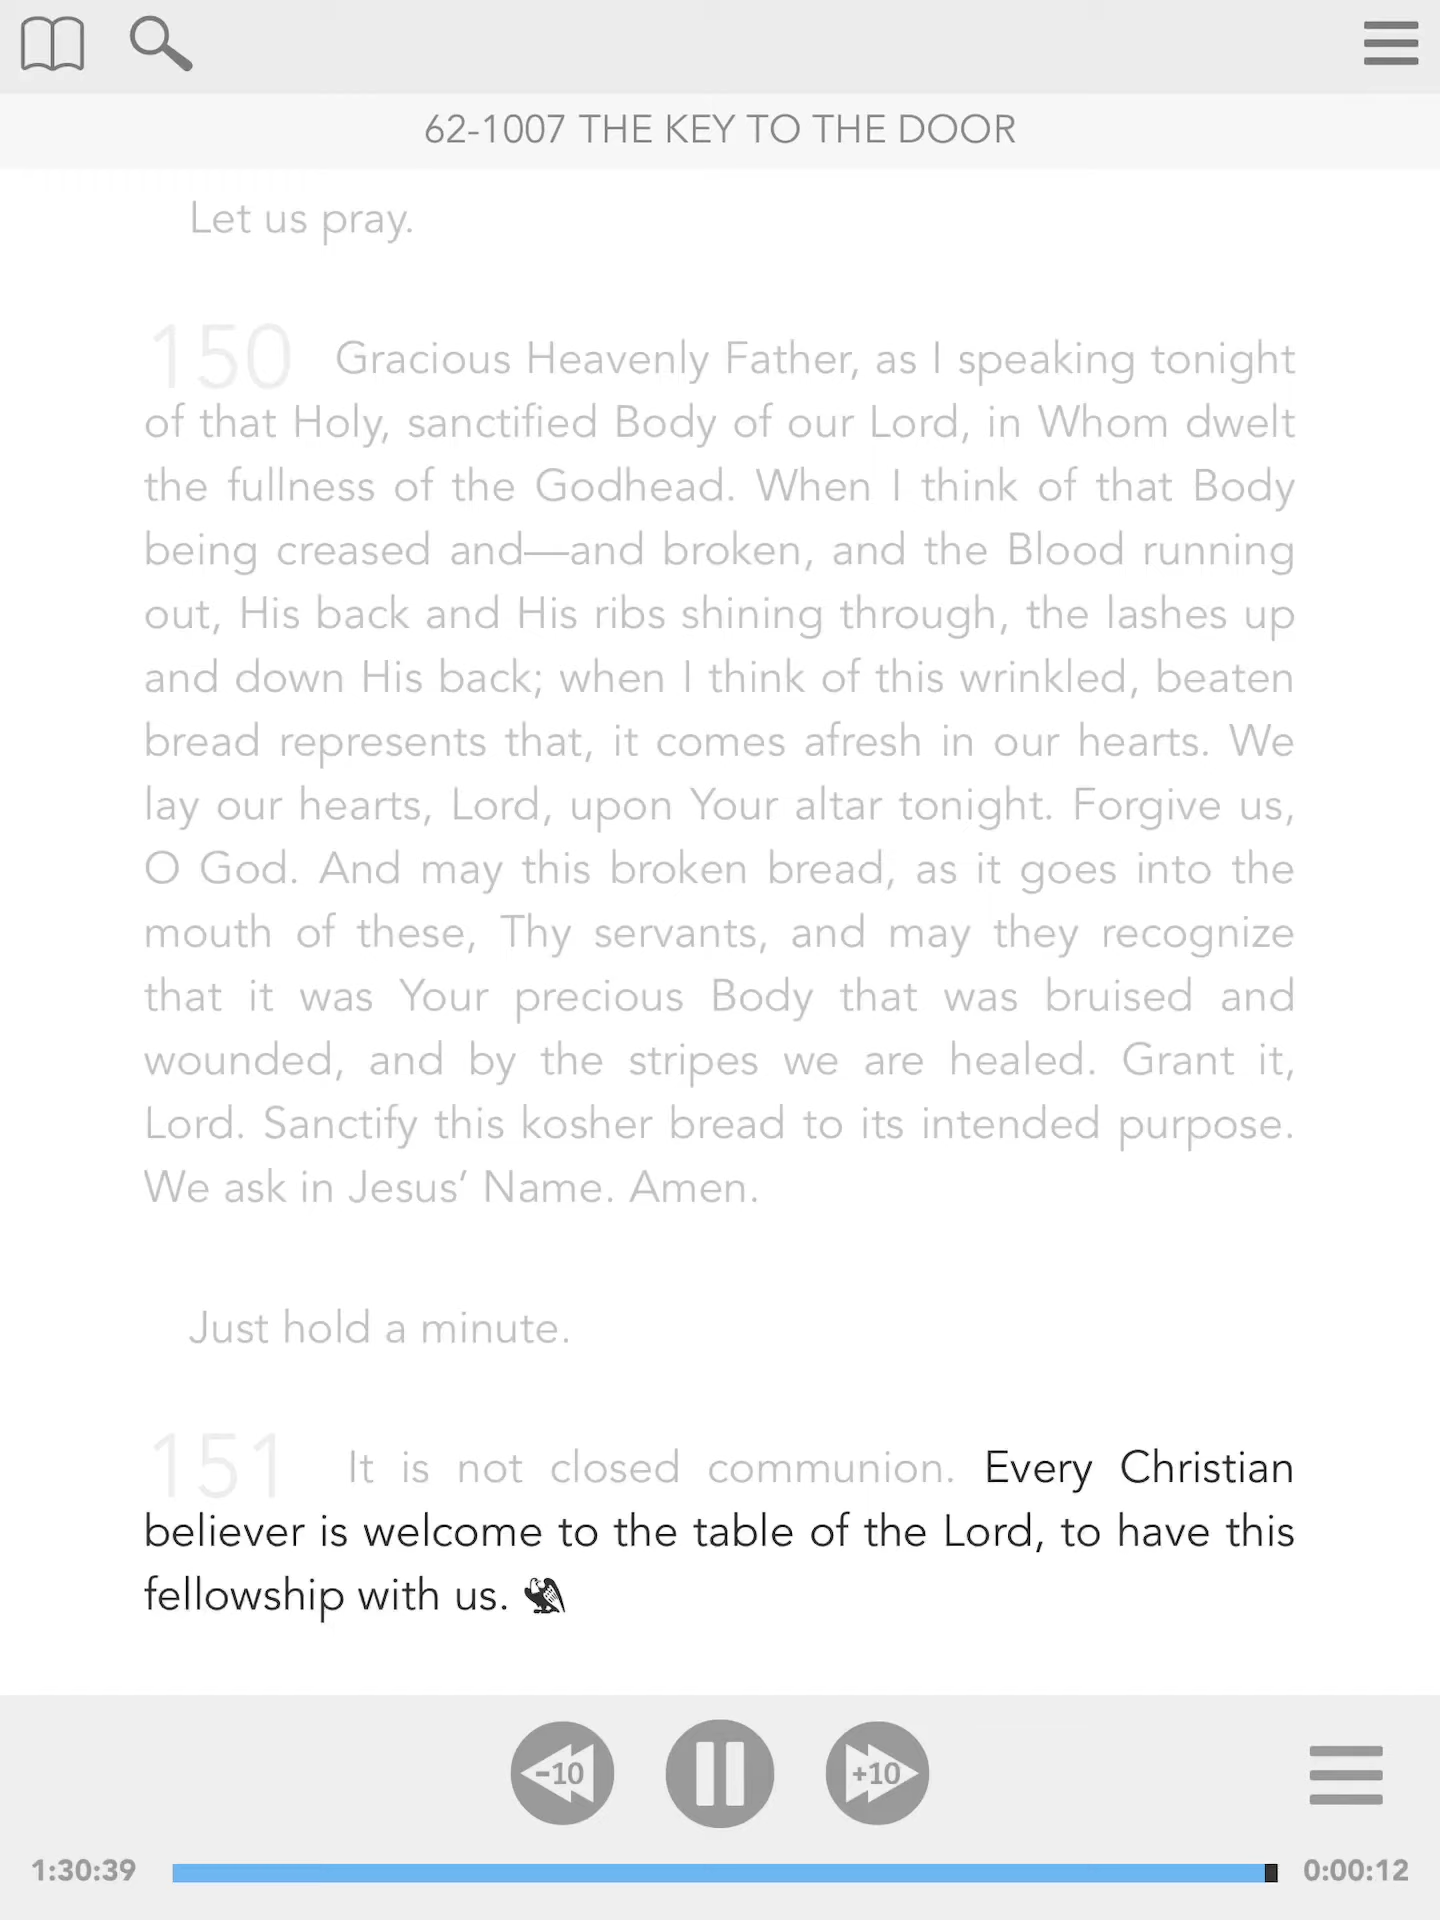 62-1007 THE KEY TO THE DOOR
Let us pray.
150 Gracious Heavenly Father, as I speaking tonight
of that Holy, sanctified Body of our Lord, in Whom dwelt
the fullness of the Godhead. When I think of that Body
being creased and—and broken, and the Blood running
out, His back and His ribs shining through, the lashes up
and down His back; when I think of this wrinkled, beaten
bread represents that, it comes afresh in our hearts. We
lay our hearts, Lord, upon Your altar tonight. Forgive us,
O God. And may this broken bread, as it goes into the
mouth of these, Thy servants, and may they recognize
that it was Your precious Body that was bruised and
wounded, and by the stripes we are healed. Grant it,
Lord. Sanctify this kosher bread to its intended purpose.
We ask in Jesus’ Name. Amen.
Just hold a minute.
151 It is not closed communion. Every Christian
believer is welcome to the table of the Lord, to have this
fellowship with us.
-10 +10
1:30:39 0:00:12